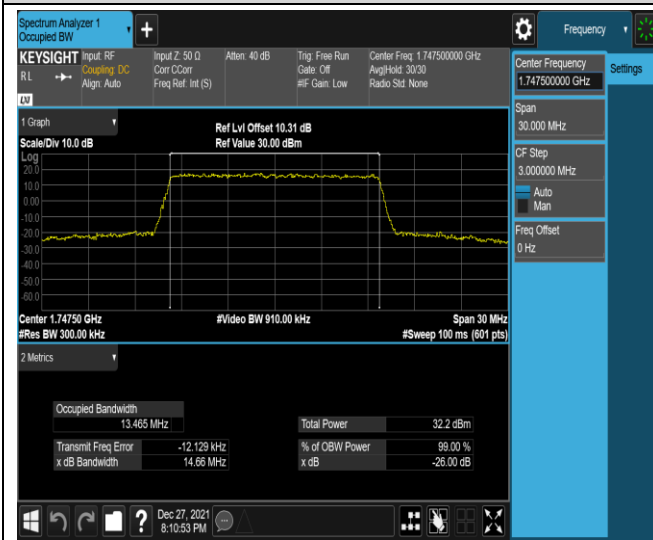 Spectrum Analyzer 1
Occupied BW
+
Frequency
KEYSIGHT
RL
LXI
Input: RF
Coupling: DC
Align: Auto
Input Z: 50 Ω
Corr CCorr
Freq Ref: Int (S)
Atten: 40 dB
Trig: Free Run
Gate: Off
#IF Gain: Low
Center Freq: 1.747500000 GHz
Avg|Hold: 30/30
Radio Std: None
Center Frequency
1.747500000 GHz
Settings
Span
30.000 MHz
CF Step
3.000000 MHz
Auto
Man
Freq Offset
0 Hz
1 Graph
Scale/Div 10.0 dB
Ref Lvl Offset 10.31 dB
Ref Value 30.00 dBm
Log
20.0
10.0
0.00
-10.0
-20.0
-30.0
-40.0
-50.0
-60.0
Center 1.74750 GHz
#Res BW 300.00 kHz
#Video BW 910.00 kHz
Span 30 MHz
#Sweep 100 ms (601 pts)
2 Metrics
Occupied Bandwidth
13.465 MHz
Total Power 32.2 dBm
Transmit Freq Error -12.129 kHz
% of OBW Power 99.00 %
x dB Bandwidth 14.66 MHz
x dB -26.00 dB
?
Dec 27, 2021
8:10:53 PM